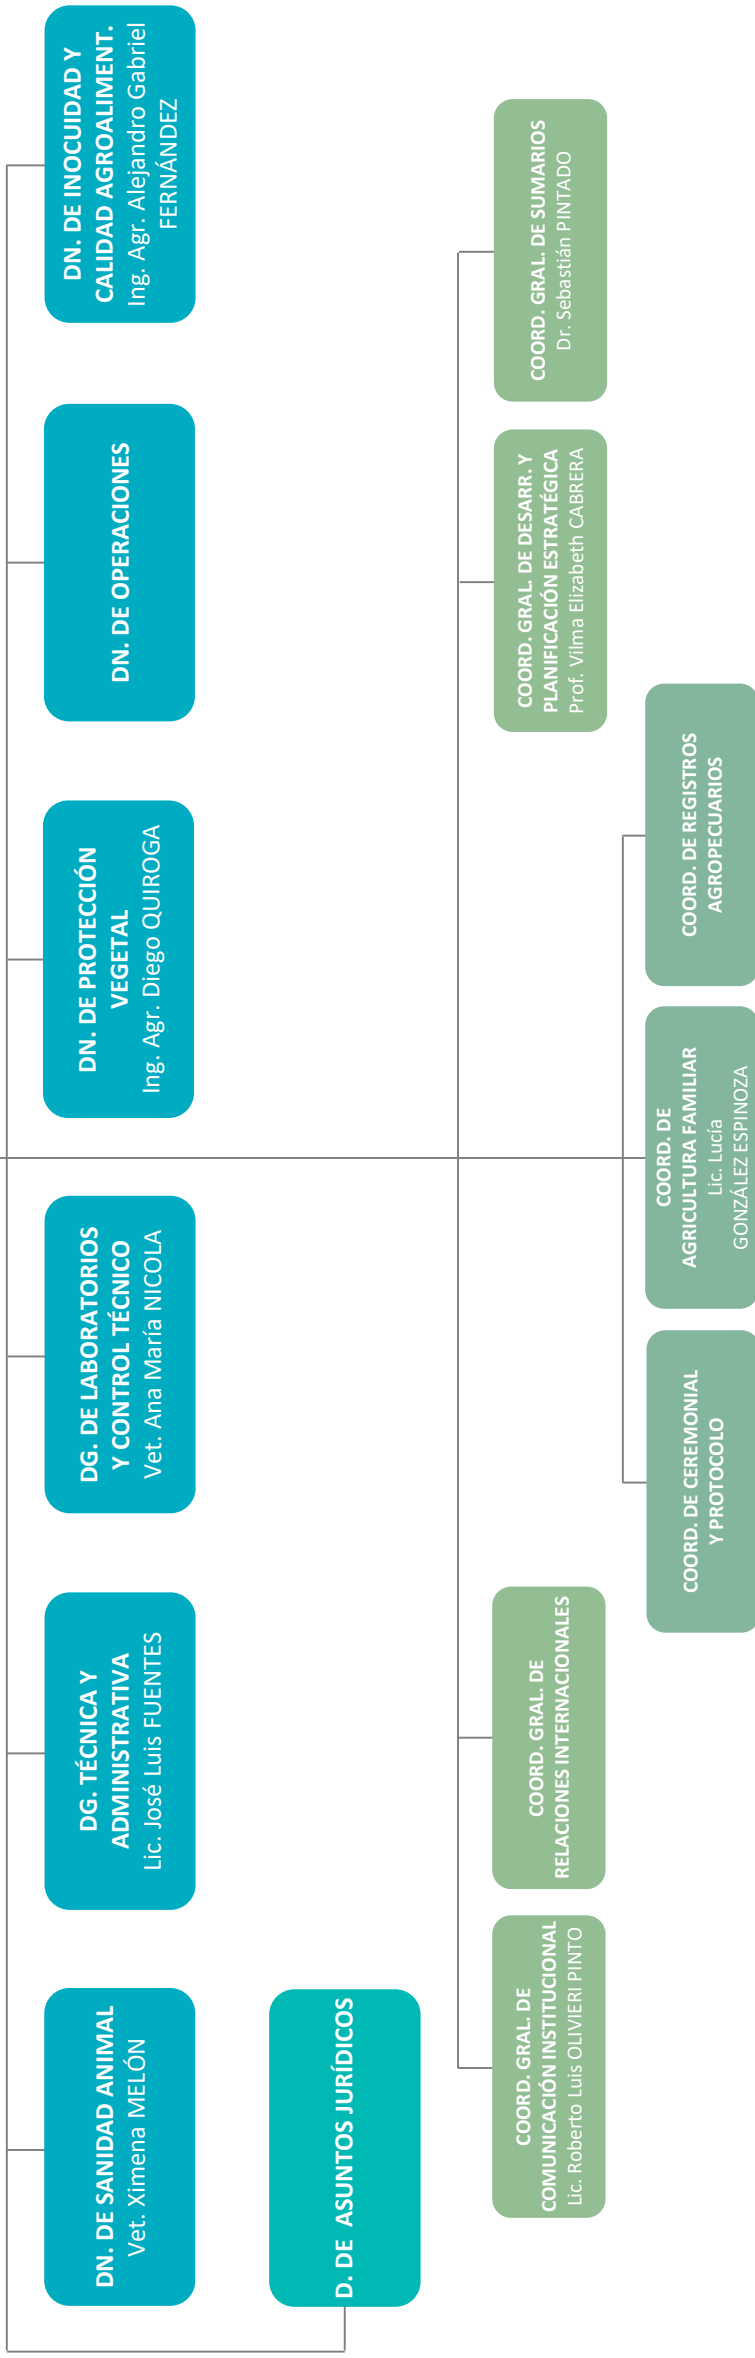 DN. DE SANIDAD ANIMAL
Vet. Ximena MELÓN
DG. TÉCNICA Y
ADMINISTRATIVA
Lic. José Luis FUENTES
DG. DE LABORATORIOS
Y CONTROL TÉCNICO
Vet. Ana María NICOLA
DN. DE PROTECCIÓN
VEGETAL
Ing. Agr. Diego QUIROGA
DN. DE OPERACIONES
DN. DE INOCUIDAD Y
CALIDAD AGROALIMENT.
Ing. Agr. Alejandro Gabriel
FERNÁNDEZ
D. DE ASUNTOS JURÍDICOS
COORD. GRAL. DE
COMUNICACIÓN INSTITUCIONAL
Lic. Roberto Luis OLIVIERI PINTO
COORD. GRAL. DE
RELACIONES INTERNACIONALES
COORD. GRAL. DE DESARR. Y
PLANIFICACIÓN ESTRATÉGICA
Prof. Vilma Elizabeth CABRERA
COORD. GRAL. DE SUMARIOS
Dr. Sebastián PINTADO
COORD. DE CEREMONIAL
Y PROTOCOLO
COORD. DE
AGRICULTURA FAMILIAR
Lic. Lucía
GONZÁLEZ ESPINOZA
COORD. DE REGISTROS
AGROPECUARIOS